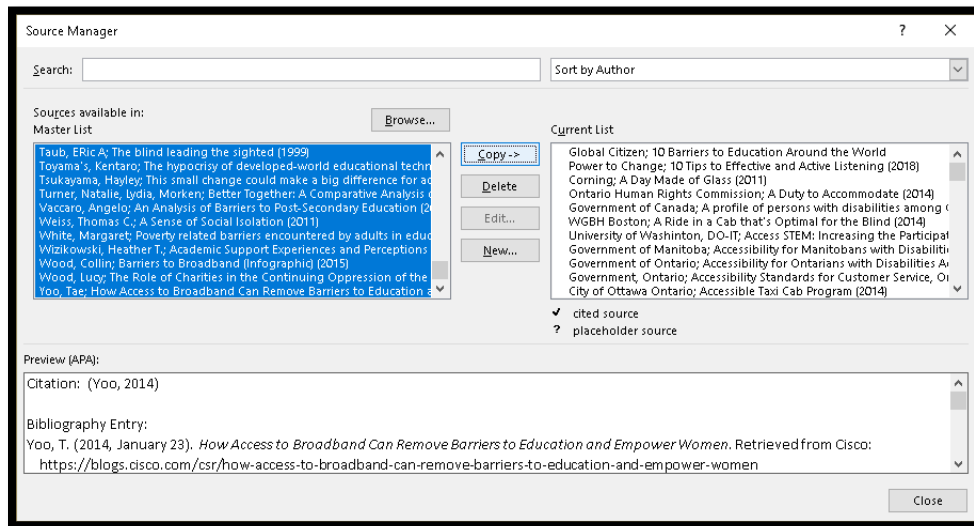 Source Manager
?
Search:
Sort by Author
Sources available in:
Master List
Browse...
Current List
Taub, ERic A; The blind leading the sighted (1999)
Toyama's, Kentaro; The hypocrisy of developed-world educational techn
Tsukayama, Hayley; This small change could make a big difference for ad
Turner, Natalie, Lydia, Morken; Better Together: A Comparative Analysis o
Vaccaro, Angelo; An Analysis of Barriers to Post-Secondary Education (2
Weiss, Thomas C.; A Sense of Social Isolation (2011)
White, Margaret; Poverty related barriers encountered by adults in educ
Wizikowski, Heather T.; Academic Support Experiences and Perceptions
Wood, Collin; Barriers to Broadband (Infographic) (2015)
Wood, Lucy; The Role of Charities in the Continuing Oppression of the
Yoo, Tae; How Access to Broadband Can Remove Barriers to Education a
Copy ->
Delete
Edit...
New...
Global Citizen; 10 Barriers to Education Around the World
Power to Change; 10 Tips to Effective and Active Listening (2018)
Corning; A Day Made of Glass (2011)
Ontario Human Rights Commission; A Duty to Accommodate (2014)
Government of Canada; A profile of persons with disabilities among
WGBH Boston; A Ride in a Cab that's Optimal for the Blind (2014)
University of Washinton, DO-IT; Access STEM: Increasing the Participat
Government of Manitoba; Accessibility for Manitobans with Disabiliti
Government of Ontario; Accessibility for Ontarians with Disabilities A
Government, Ontario; Accessibility Standards for Customer Service, O
City of Ottawa Ontario; Accessible Taxi Cab Program (2014)
✓ cited source
? placeholder source
Preview (APA):
Citation: (Yoo, 2014)
Bibliography Entry:
Yoo, T. (2014, January 23). How Access to Broadband Can Remove Barriers to Education and Empower Women. Retrieved from Cisco:
https://blogs.cisco.com/csr/how-access-to-broadband-can-remove-barriers-to-education-and-empower-women
Close